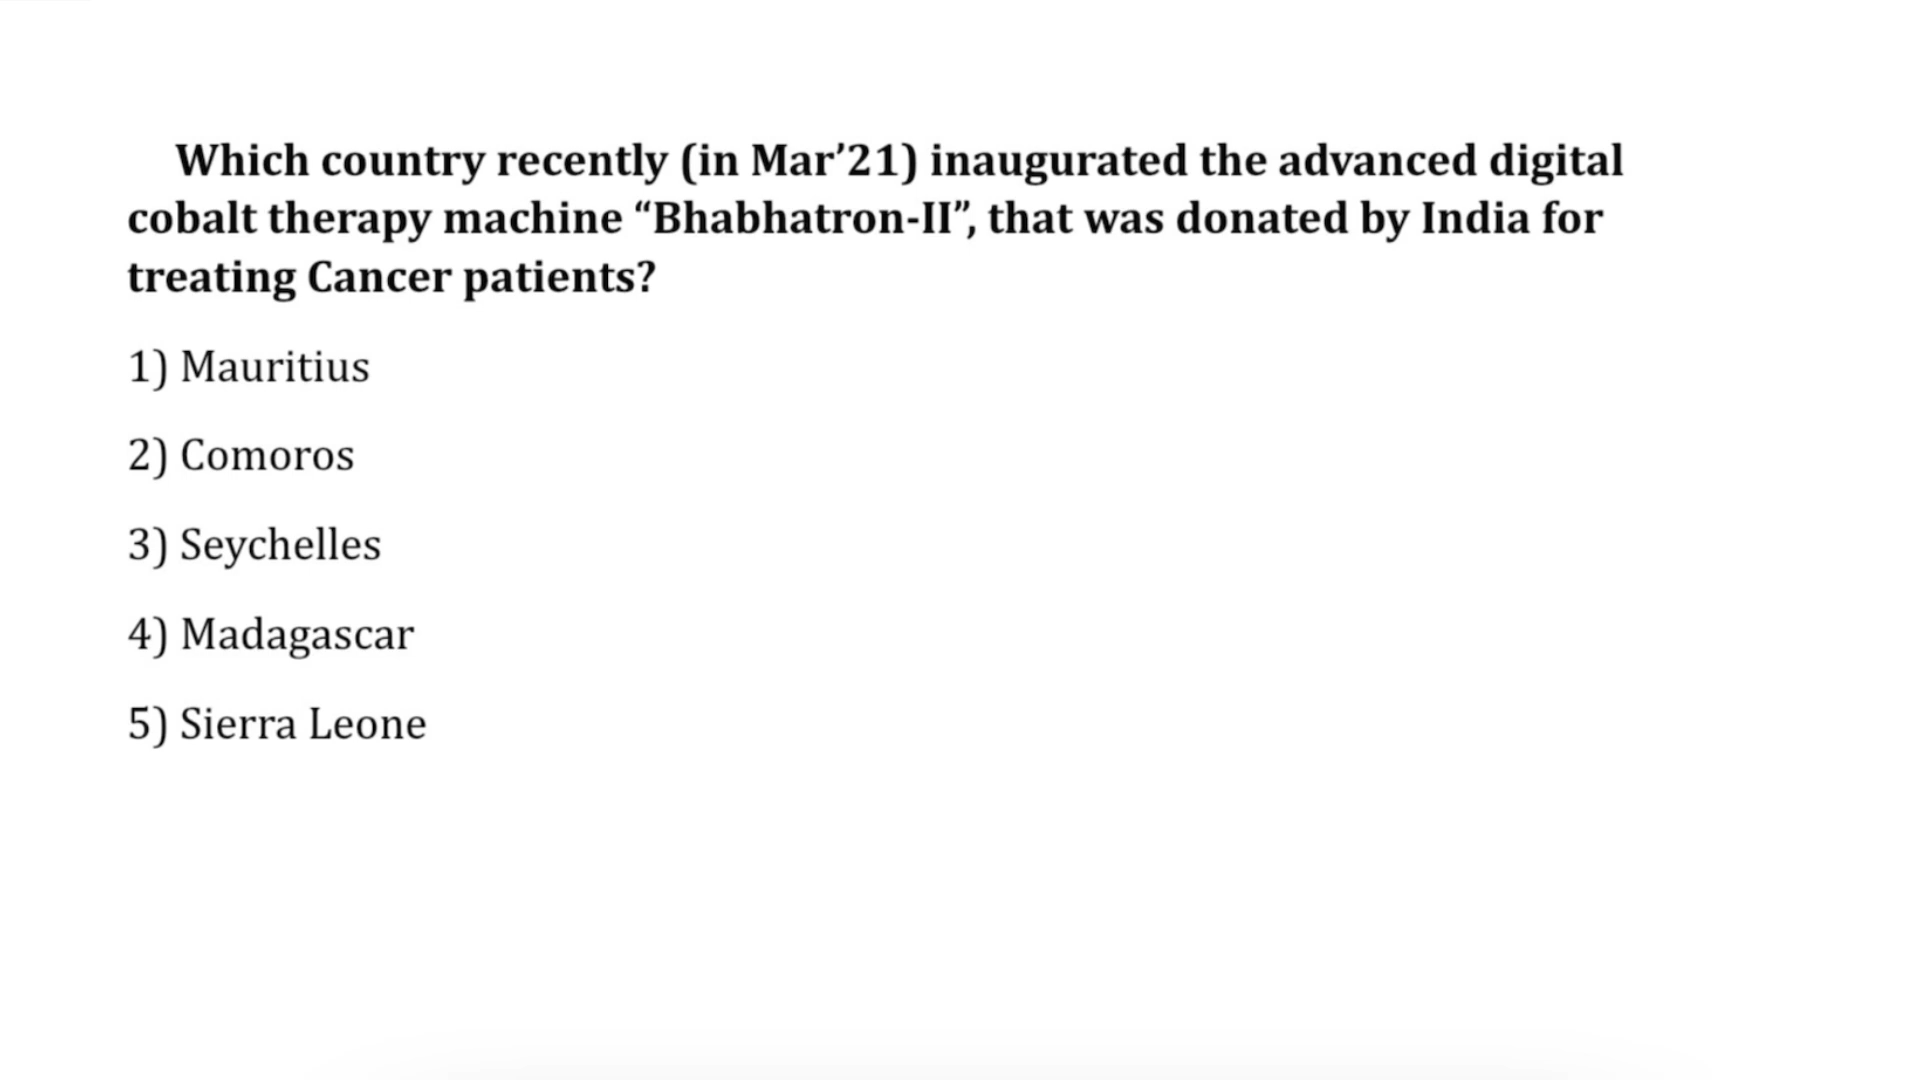 Which country recently (in Mar’21) inaugurated the advanced digital
cobalt therapy machine “Bhabhatron-II”, that was donated by India for
treating Cancer patients?
1) Mauritius
2) Comoros
3) Seychelles
4) Madagascar
5) Sierra Leone